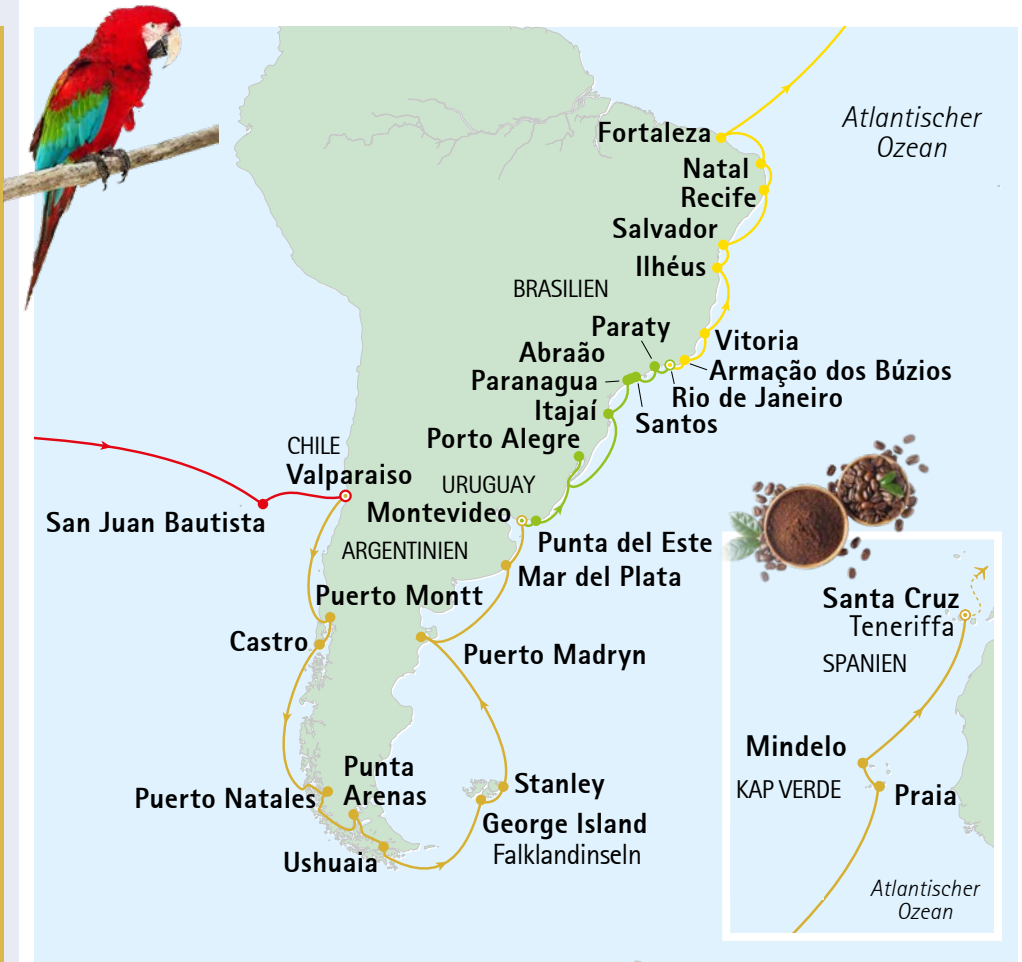 Atlantischer
Ozean
Fortaleza
Natal
Recife
Salvador
Ilhéus
BRASILIEN
Paraty
Abraão
Vitoria
Armação dos Búzios
Paranagua
Rio de Janeiro
Itajaí
Santos
Porto Alegre
CHILE
Valparaiso
URUGUAY
San Juan Bautista
Montevideo
ARGENTINIEN
Punta del Este
Mar del Plata
Puerto Montt
Castro
Puerto Madryn
Punta
Arenas
Puerto Natales
Stanley
George Island
Falklandinseln
Ushuaia
Santa Cruz
Teneriffa
SPANIEN
Mindelo
KAP VERDE
Praia
Atlantischer
Ozean